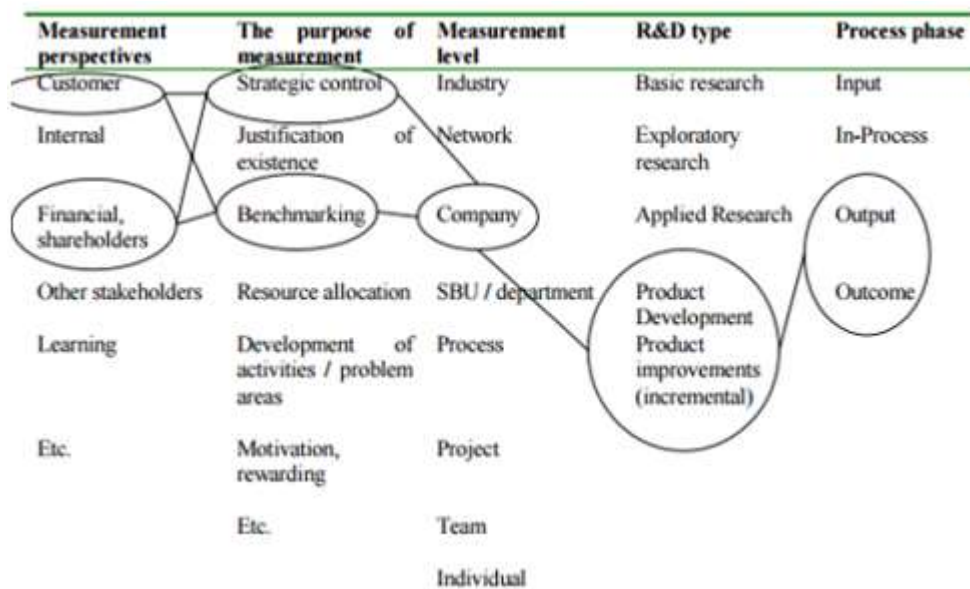 Measurement perspectives
The purpose of measurement
Measurement level
R&D type
Process phase
Customer
Strategic control
Industry
Basic research
Input
Internal
Justification of existence
Network
Exploratory research
In-Process
Financial, shareholders
Benchmarking
Company
Applied Research
Output
Other stakeholders
Resource allocation
SBU / department
Product Development
Outcome
Learning
Development of activities / problem areas
Process
Product improvements (incremental)
Etc.
Motivation, rewarding
Project
Etc.
Team
Individual